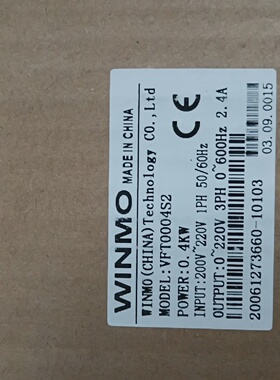 WINMO MADE IN CHINA
WINMO(CHINA)Technology CO.,Ltd
MODEL:VFT0004S2
POWER:0.4KW
INPUT:200V~220V 1PH 50/60Hz
OUTPUT:0~220V 3PH 0~600Hz 2.4A
20061273660-10103
CE
03.09.0015